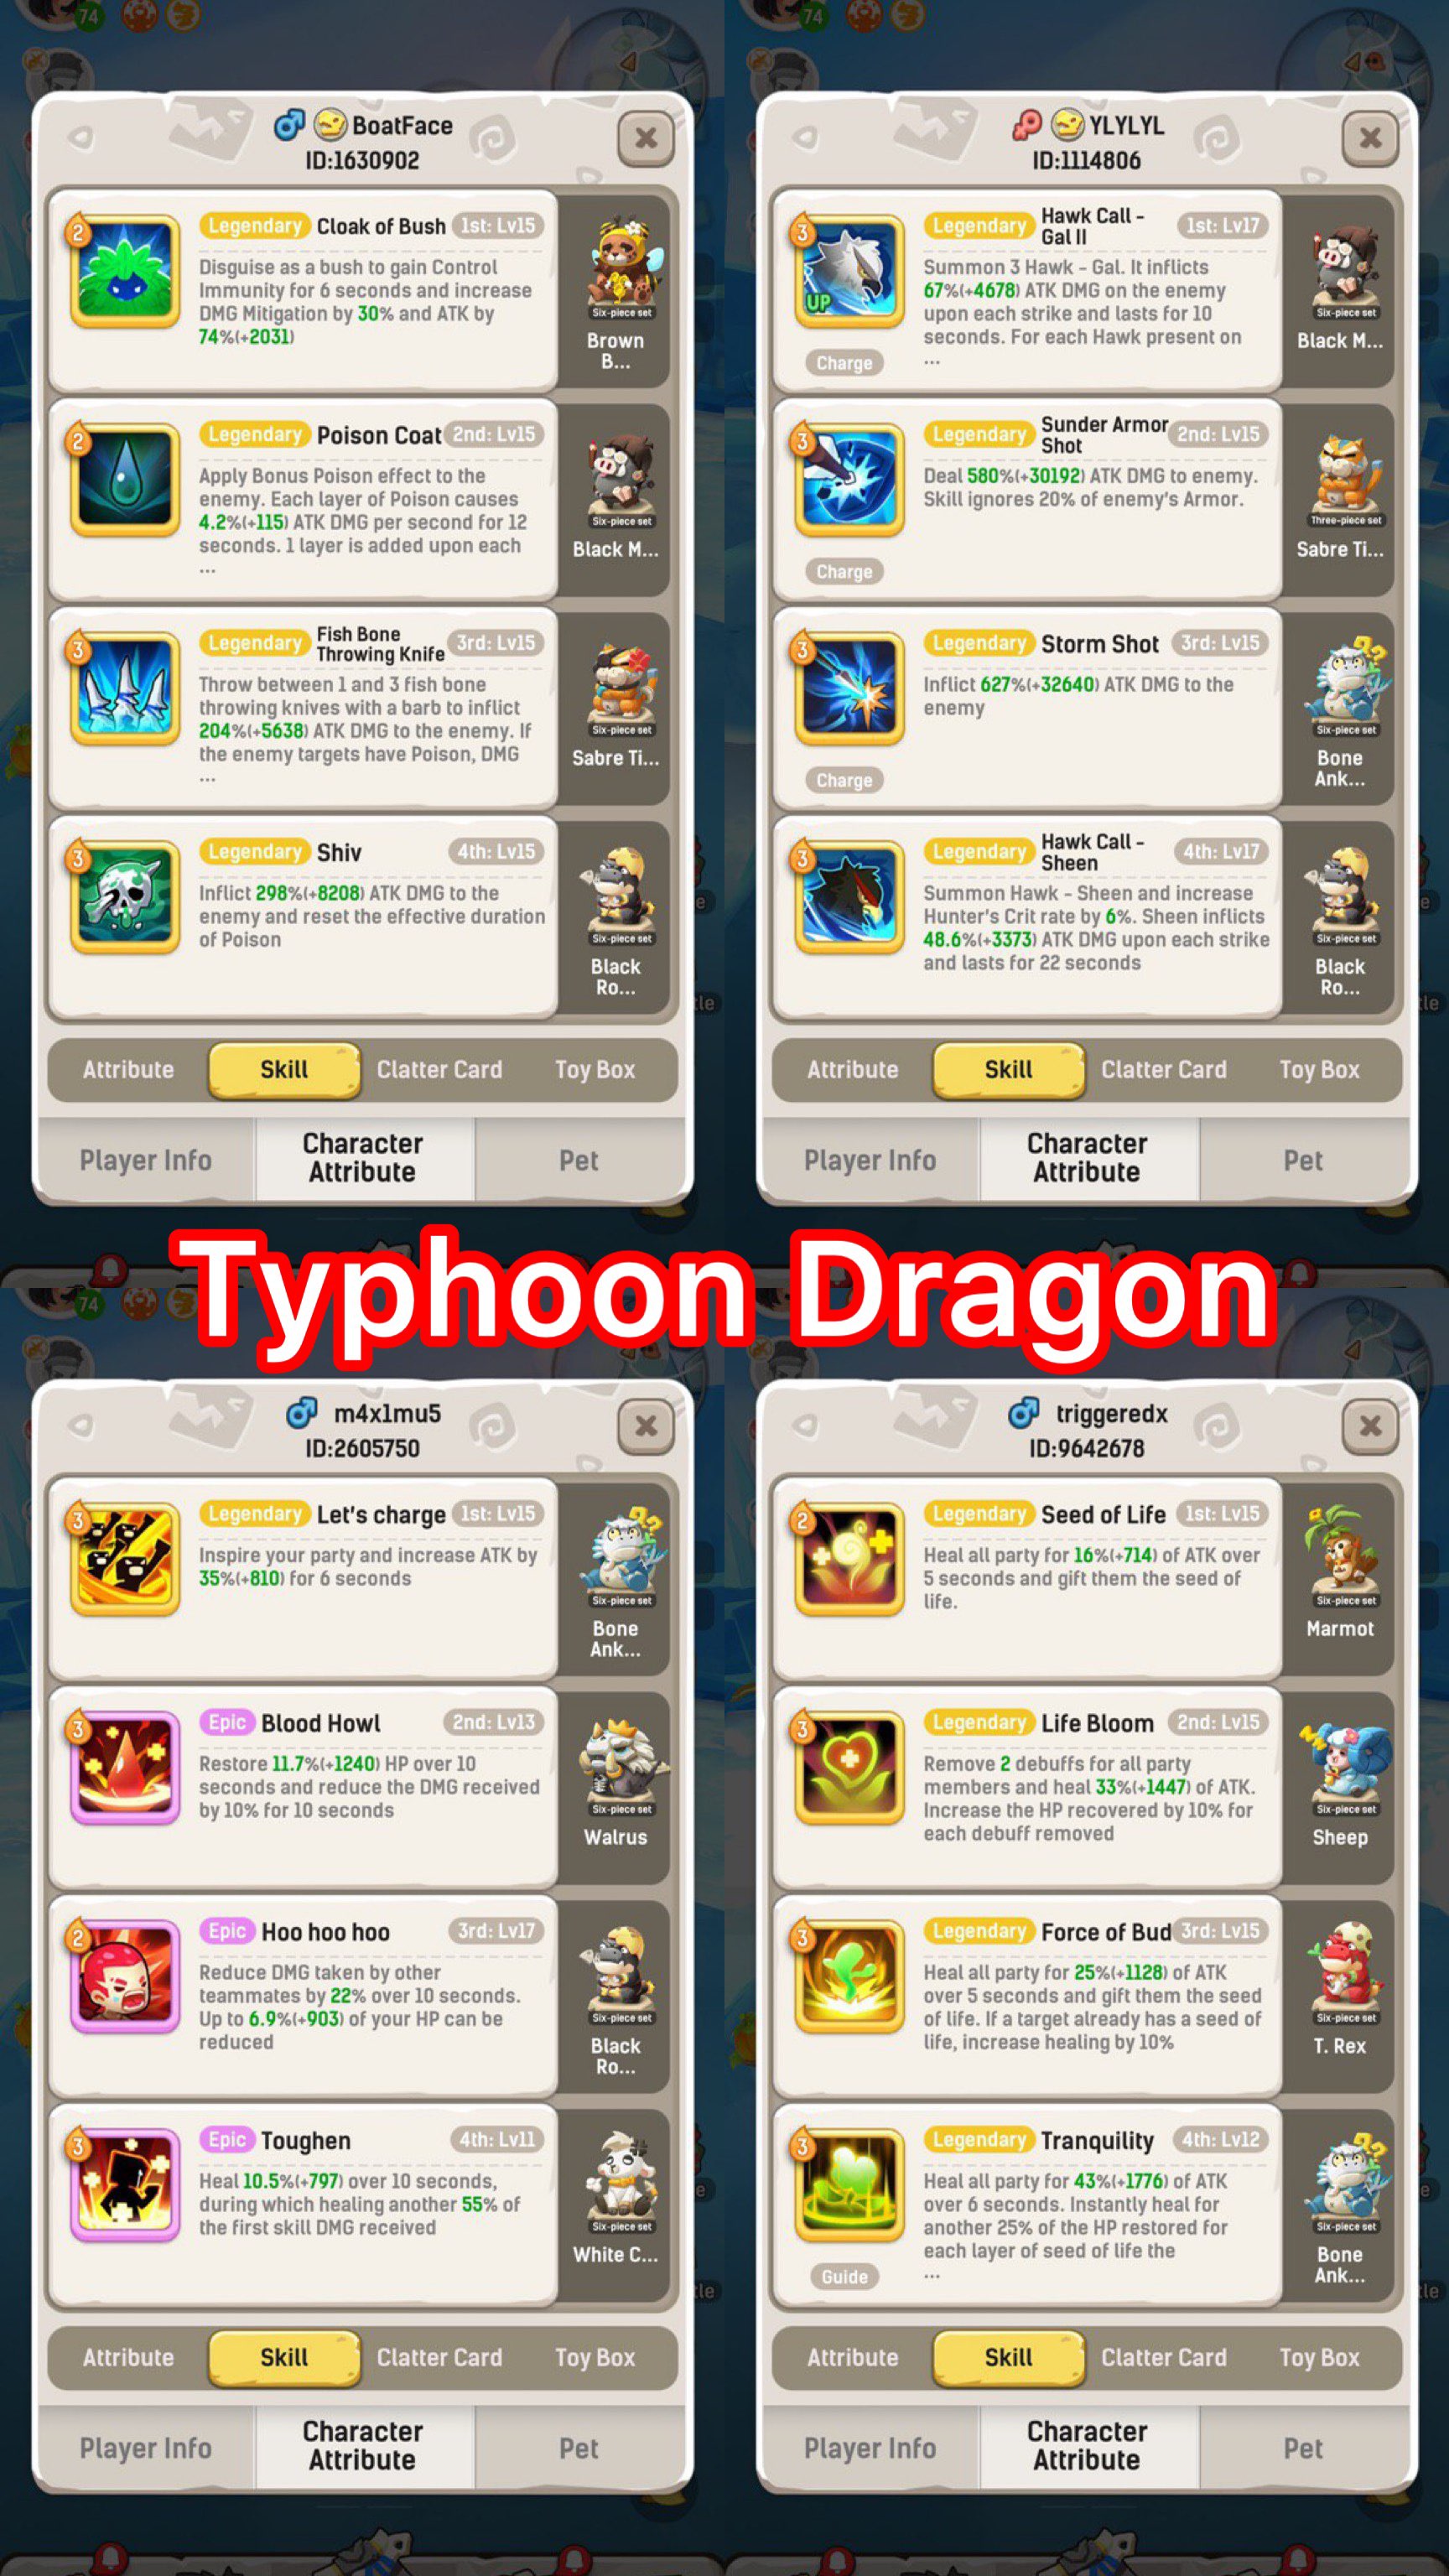 74
74
BoatFace
ID:1630902
2
Legendary Cloak of Bush 1st: Lv15
Disguise as a bush to gain Control
Immunity for 6 seconds and increase
DMG Mitigation by 30% and ATK by
74%(+2031)
Six-piece set
Brown
B...
2
Legendary Poison Coat 2nd: Lv15
Apply Bonus Poison effect to the
enemy. Each layer of Poison causes
4.2%(+115) ATK DMG per second for 12
seconds. 1 layer is added upon each
...
Six-piece set
Black M...
3
Legendary Fish Bone
Throwing Knife 3rd: Lv15
Throw between 1 and 3 fish bone
throwing knives with a barb to inflict
204%(+5638) ATK DMG to the enemy. If
the enemy targets have Poison, DMG
...
Six-piece set
Sabre Ti...
3
Legendary Shiv 4th: Lv15
Inflict 298%(+8208) ATK DMG to the
enemy and reset the effective duration
of Poison
Six-piece set
Black
Ro...
Attribute Skill Clatter Card Toy Box
Player Info Character
Attribute Pet
YLYLYL
ID:1114806
3
Legendary Hawk Call -
Gal II 1st: Lv17
UP
Charge
Summon 3 Hawk - Gal. It inflicts
67%(+4678) ATK DMG on the enemy
upon each strike and lasts for 10
seconds. For each Hawk present on
...
Six-piece set
Black M...
3
Legendary Sunder Armor
Shot 2nd: Lv15
Charge
Deal 580%(+30192) ATK DMG to enemy.
Skill ignores 20% of enemy's Armor.
Three-piece set
Sabre Ti...
3
Legendary Storm Shot 3rd: Lv15
Charge
Inflict 627%(+32640) ATK DMG to the
enemy
Six-piece set
Bone
Ank...
3
Legendary Hawk Call -
Sheen 4th: Lv17
Summon Hawk - Sheen and increase
Hunter's Crit rate by 6%. Sheen inflicts
48.6%(+3373) ATK DMG upon each strike
and lasts for 22 seconds
Six-piece set
Black
Ro...
Attribute Skill Clatter Card Toy Box
Player Info Character
Attribute Pet
Typhoon Dragon
74
m4x1mu5
ID:2605750
3
Legendary Let's charge 1st: Lv15
Inspire your party and increase ATK by
35%(+810) for 6 seconds
Six-piece set
Bone
Ank...
3
Epic Blood Howl 2nd: Lv13
Restore 11.7%(+1240) HP over 10
seconds and reduce the DMG received
by 10% for 10 seconds
Six-piece set
Walrus
2
Epic Hoo hoo hoo 3rd: Lv17
Reduce DMG taken by other
teammates by 22% over 10 seconds.
Up to 6.9%(+903) of your HP can be
reduced
Six-piece set
Black
Ro...
3
Epic Toughen 4th: Lv11
Heal 10.5%(+797) over 10 seconds,
during which healing another 55% of
the first skill DMG received
Six-piece set
White C...
Attribute Skill Clatter Card Toy Box
Player Info Character
Attribute Pet
triggeredx
ID:9642678
2
Legendary Seed of Life 1st: Lv15
Heal all party for 16%(+714) of ATK over
5 seconds and gift them the seed of
life.
Six-piece set
Marmot
3
Legendary Life Bloom 2nd: Lv15
Remove 2 debuffs for all party
members and heal 33%(+1447) of ATK.
Increase the HP recovered by 10% for
each debuff removed
Six-piece set
Sheep
3
Legendary Force of Bud 3rd: Lv15
Heal all party for 25%(+1128) of ATK
over 5 seconds and gift them the seed
of life. If a target already has a seed of
life, increase healing by 10%
Six-piece set
T. Rex
3
Legendary Tranquility 4th: Lv12
Guide
Heal all party for 43%(+1776) of ATK
over 6 seconds. Instantly heal for
another 25% of the HP restored for
each layer of seed of life the
...
Six-piece set
Bone
Ank...
Attribute Skill Clatter Card Toy Box
Player Info Character
Attribute Pet